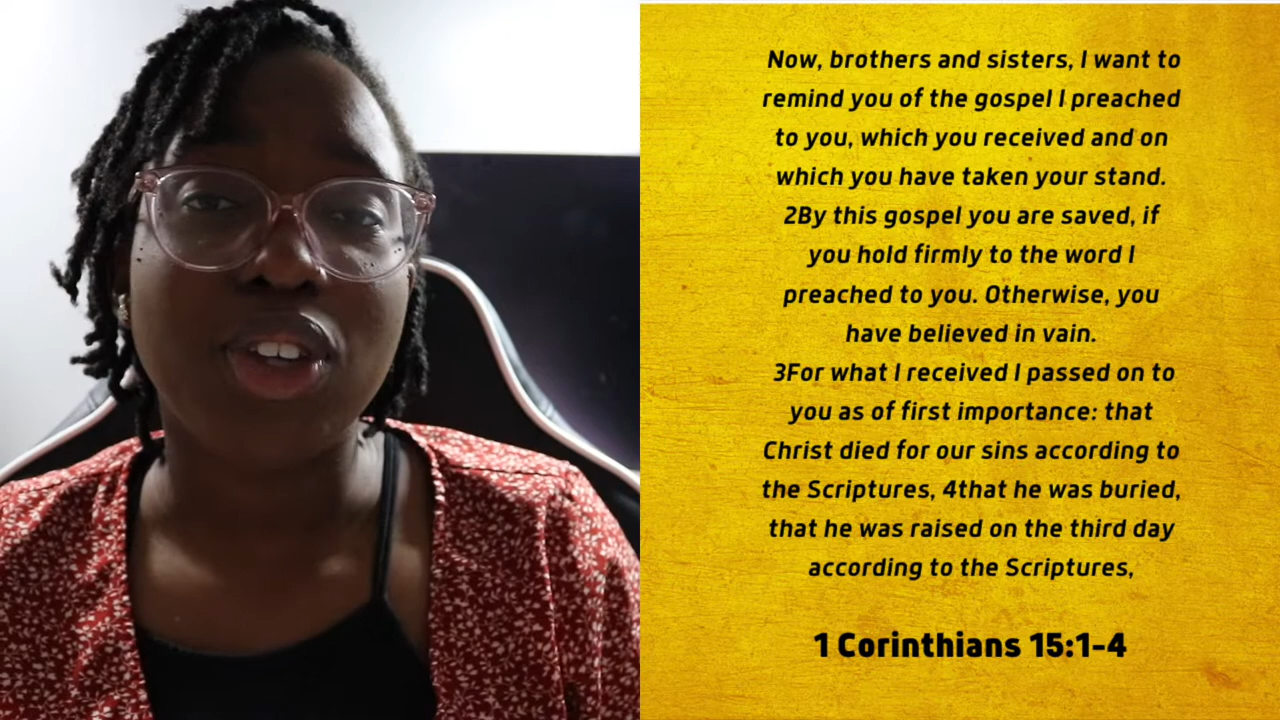 Now, brothers and sisters, I want to
remind you of the gospel I preached
to you, which you received and on
which you have taken your stand.
2By this gospel you are saved, if
you hold firmly to the word I
preached to you. Otherwise, you
have believed in vain.
3For what I received I passed on to
you as of first importance: that
Christ died for our sins according to
the Scriptures, 4that he was buried,
that he was raised on the third day
according to the Scriptures,
1 Corinthians 15:1-4